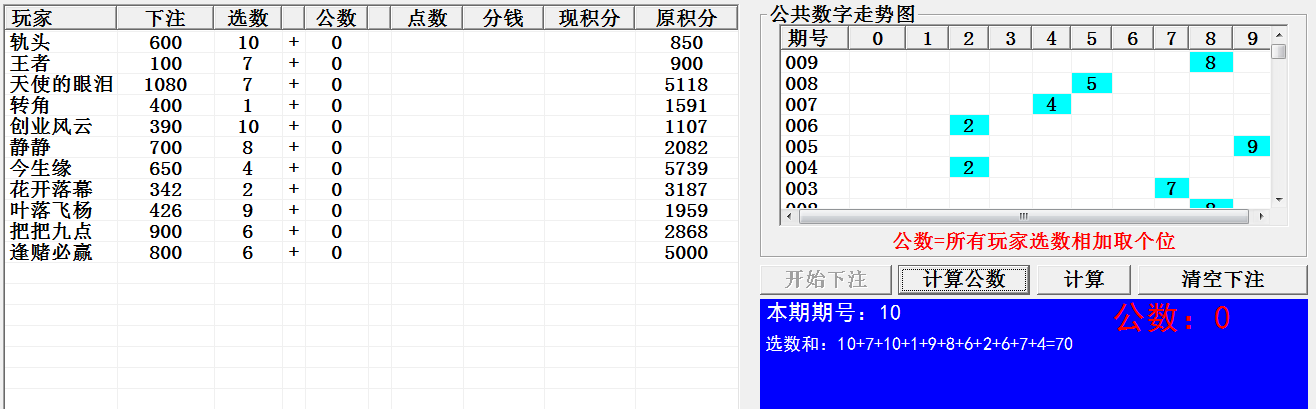 玩家 下注 选数 公数 点数 分钱 现积分 原积分
轨头 600 10 + 0 850
王者 100 7 + 0 900
天使的眼泪 1080 7 + 0 5118
转角 400 1 + 0 1591
创业风云 390 10 + 0 1107
静静 700 8 + 0 2082
今生缘 650 4 + 0 5739
花开落幕 342 2 + 0 3187
叶落飞杨 426 9 + 0 1959
把把九点 900 6 + 0 2868
逢赌必赢 800 6 + 0 5000
公共数字走势图
期号 0 1 2 3 4 5 6 7 8 9
009 8
008 5
007 4
006 2
005 9
004 2
003 7
公数=所有玩家选数相加取个位
开始下注 计算公数 计算 清空下注
本期期号：10 公数：0
选数和：10+7+10+1+9+8+6+2+6+7+4=70